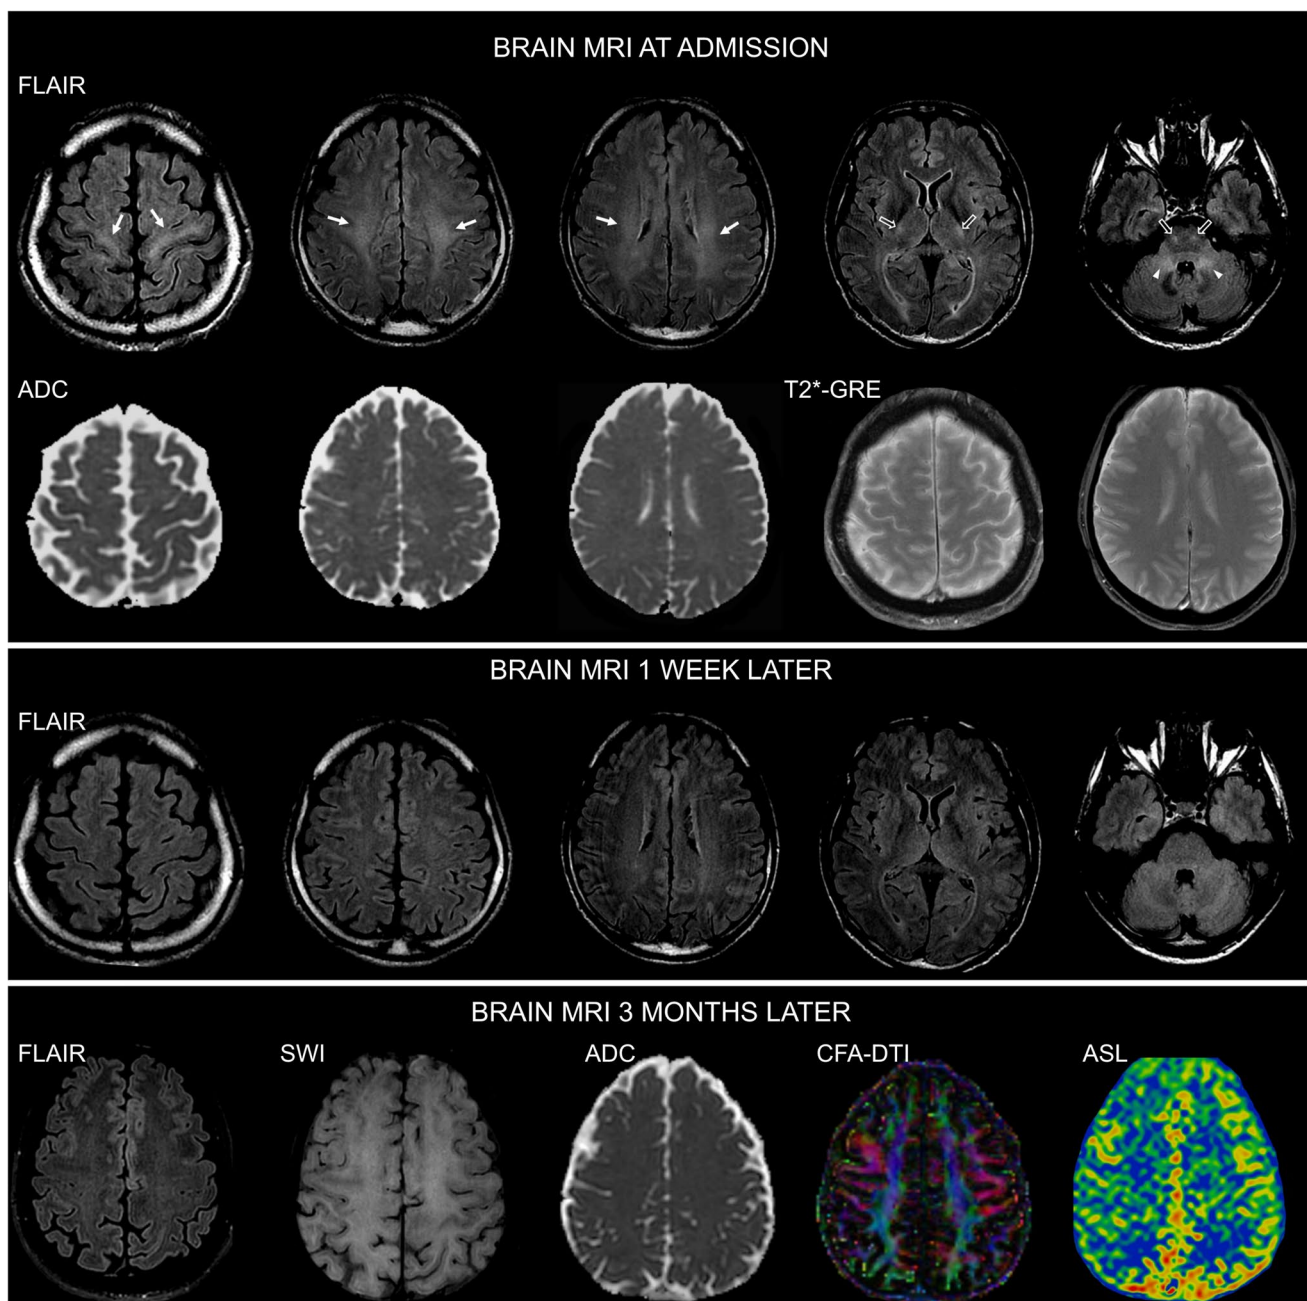 BRAIN MRI AT ADMISSION
FLAIR
ADC
T2*-GRE
BRAIN MRI 1 WEEK LATER
FLAIR
BRAIN MRI 3 MONTHS LATER
FLAIR
SWI
ADC
CFA-DTI
ASL